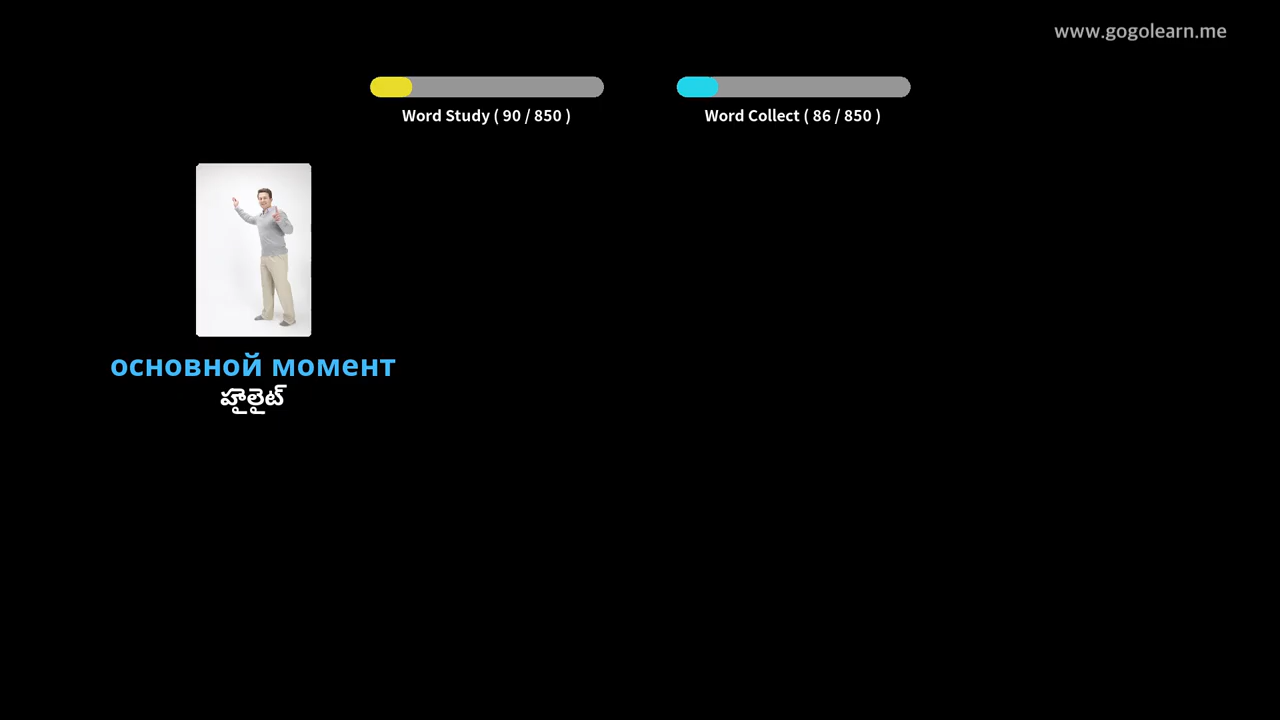 www.gogolearn.me
Word Study ( 90 / 850 )
Word Collect ( 86 / 850 )
основной момент
హైలైట్